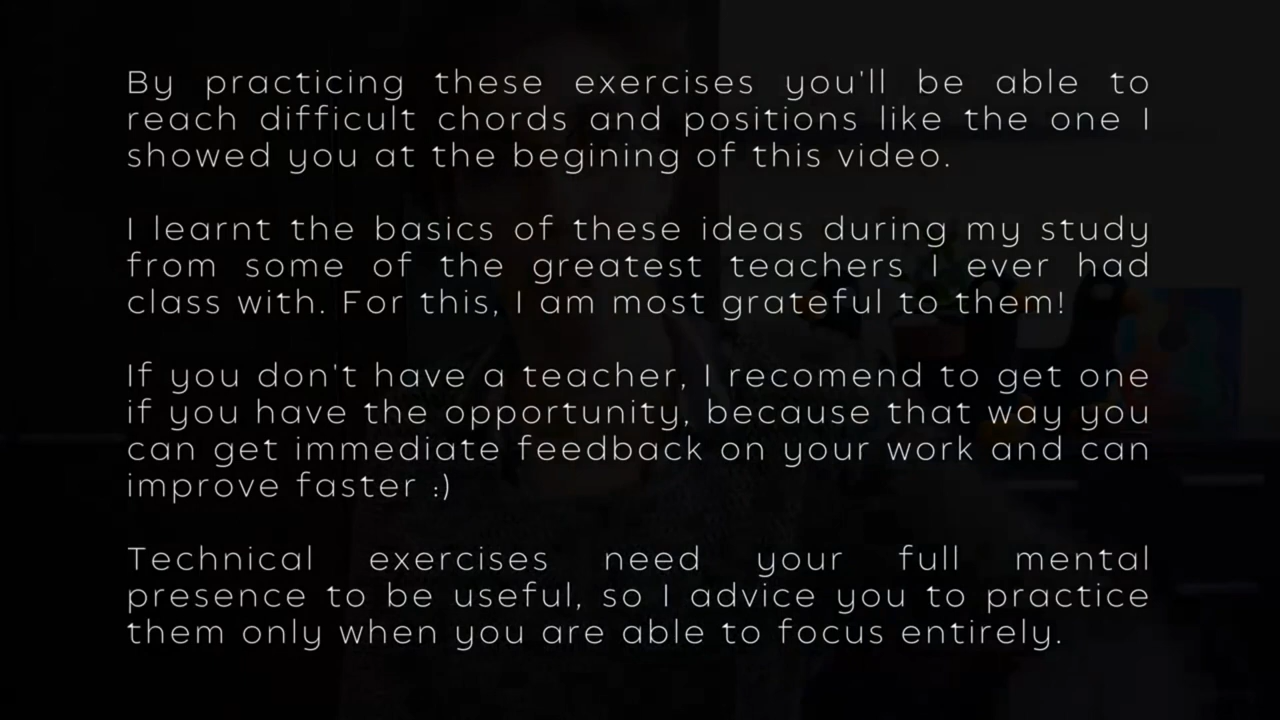 By practicing these exercises you'll be able to
reach difficult chords and positions like the one I
showed you at the begining of this video.
I learnt the basics of these ideas during my study
from some of the greatest teachers I ever had
class with. For this, I am most grateful to them!
If you don't have a teacher, I recomend to get one
if you have the opportunity, because that way you
can get immediate feedback on your work and can
improve faster :)
Technical exercises need your full mental
presence to be useful, so I advice you to practice
them only when you are able to focus entirely.